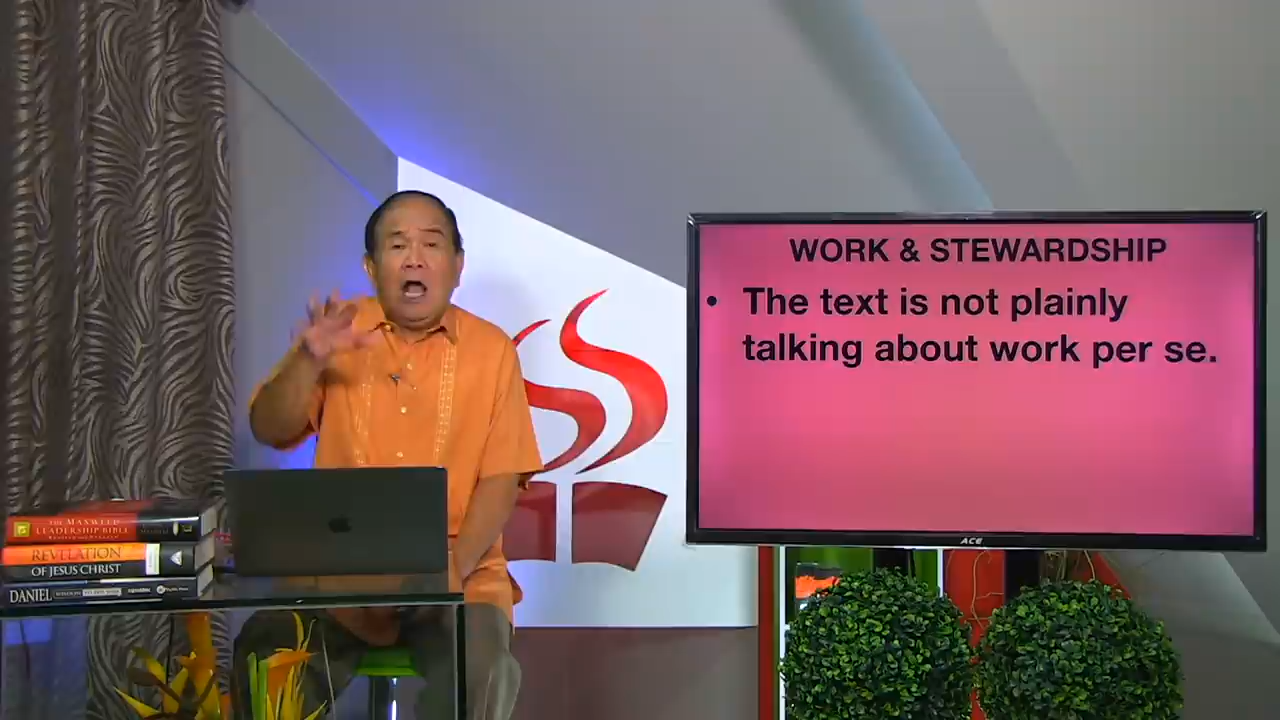 WORK & STEWARDSHIP
• The text is not plainly
talking about work per se.
ACE
THE MAXWELL
LEADERSHIP BIBLE
REVELATION
OF JESUS CHRIST
DANIEL